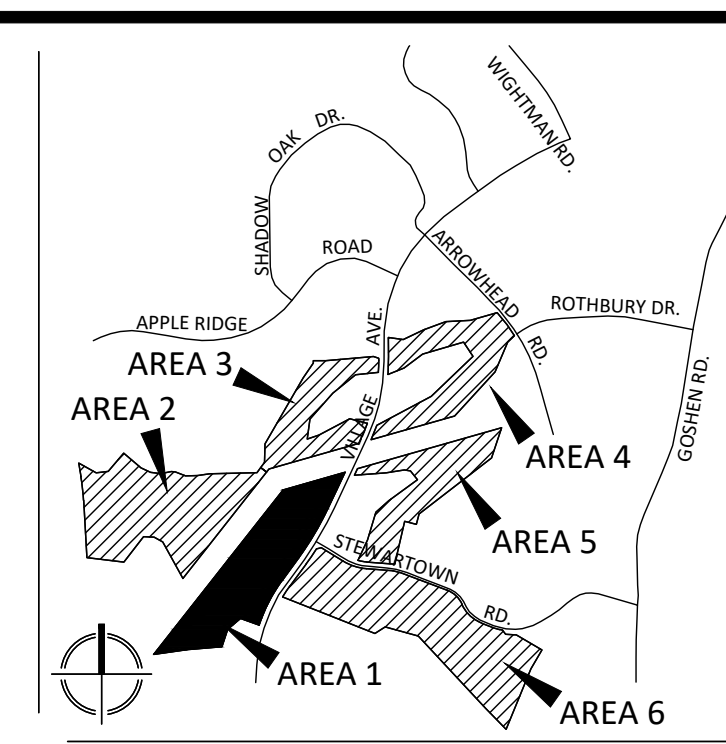 WIGHTMAN RD.
OAK DR.
SHADOW
ROAD
APPLE RIDGE
ARROWHEAD
RD.
ROTHBURY DR.
AVE.
VILLAGE
GOSHEN RD.
AREA 3
AREA 2
AREA 4
AREA 5
STEWARTOWN
RD.
AREA 1
AREA 6